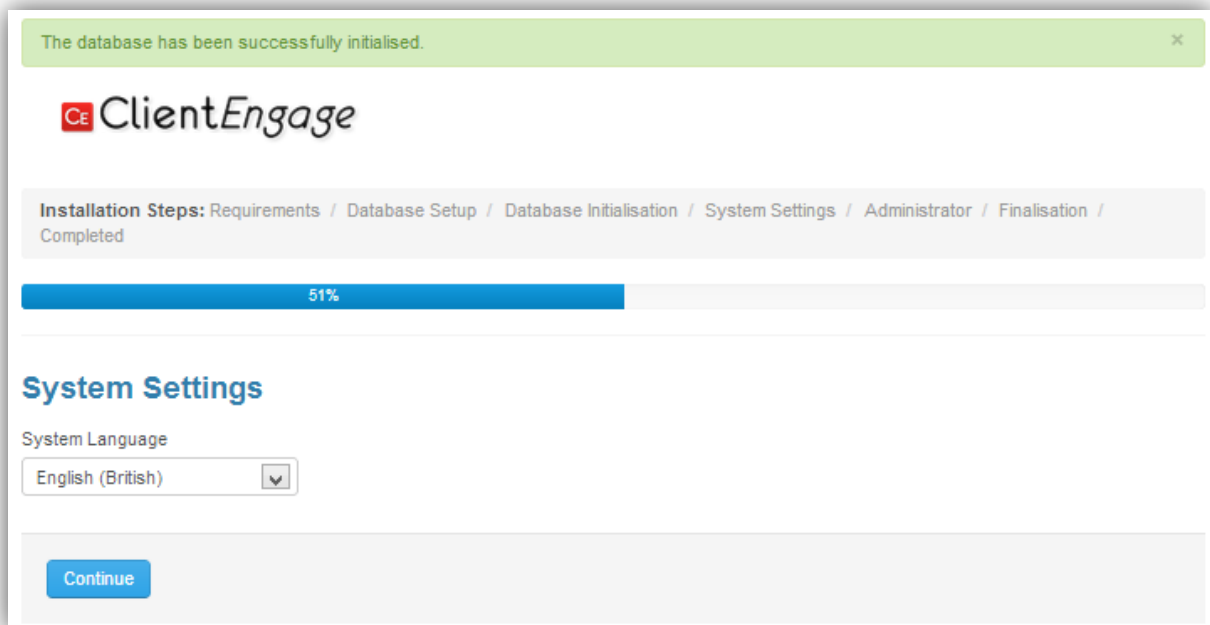 The database has been successfully initialised. ×
CE ClientEngage
Installation Steps: Requirements / Database Setup / Database Initialisation / System Settings / Administrator / Finalisation /
Completed
51%
System Settings
System Language
English (British)
Continue